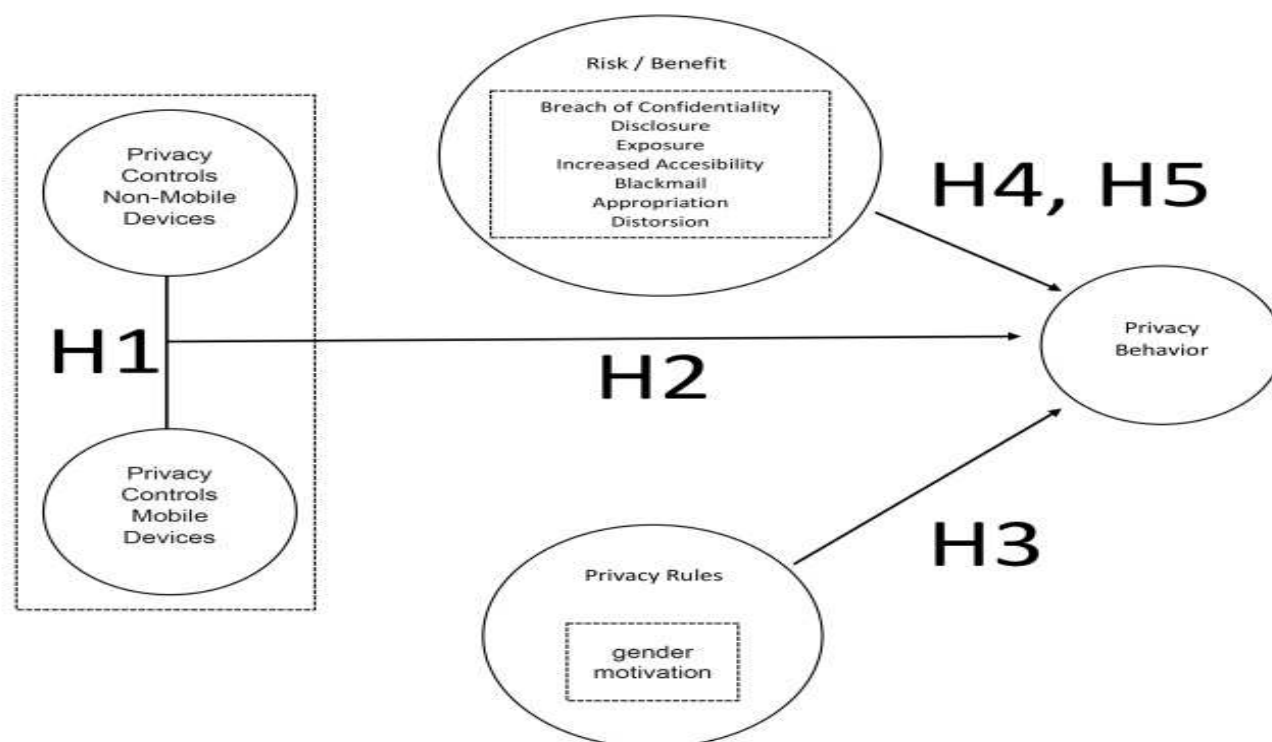 Risk / Benefit
Breach of Confidentiality
Disclosure
Exposure
Increased Accesibility
Blackmail
Appropriation
Distorsion
Privacy
Controls
Non-Mobile
Devices
H4, H5
H1
H2
Privacy
Behavior
Privacy
Controls
Mobile
Devices
H3
Privacy Rules
gender
motivation